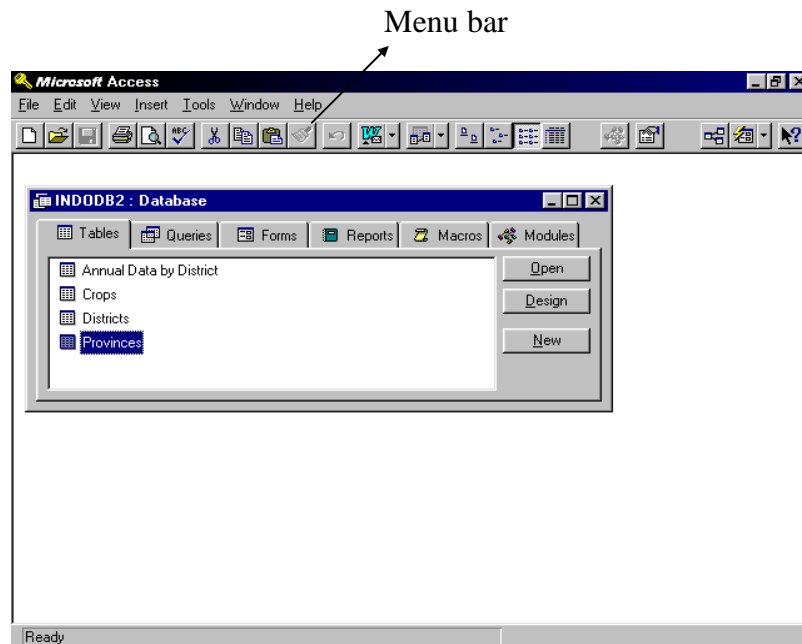 Menu bar
Microsoft Access
File Edit View Insert Tools Window Help
ABC W ?
INDODB2 : Database
Tables Queries Forms Reports Macros Modules
Annual Data by District
Crops
Districts
Provinces
Open
Design
New
Ready